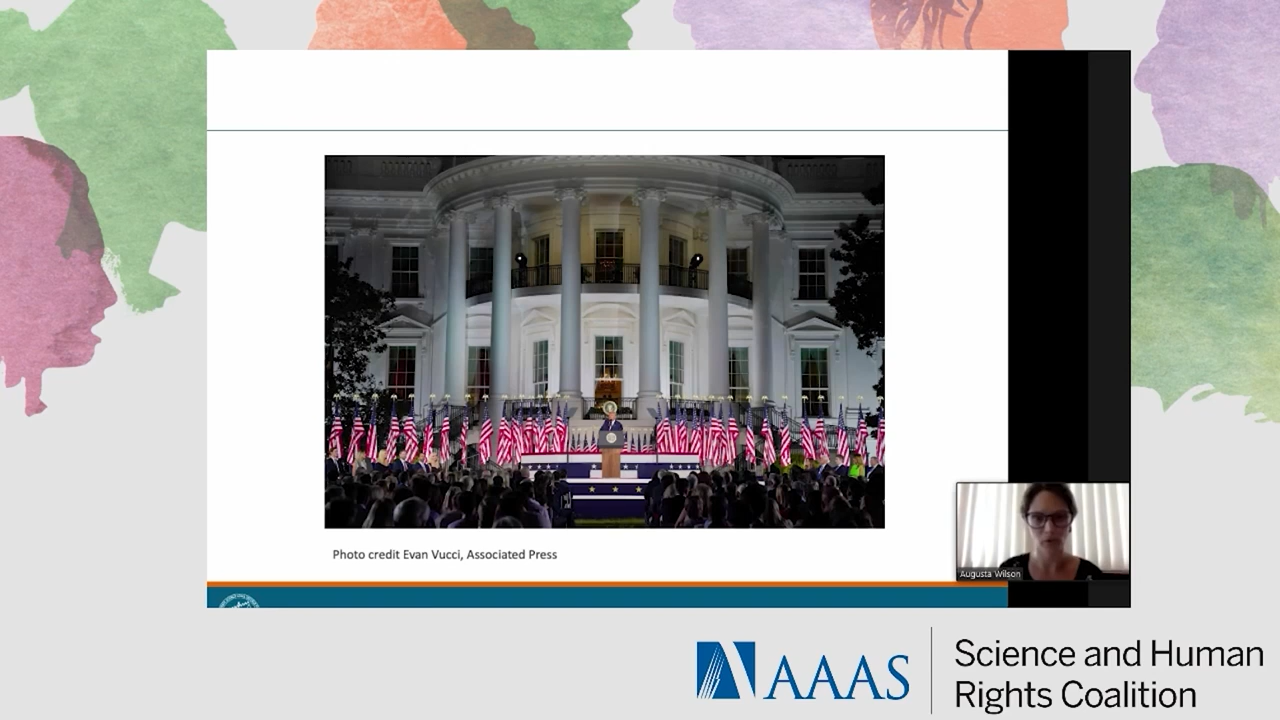 Photo credit Evan Vucci, Associated Press
Augusta Wilson
AAAS
Science and Human
Rights Coalition